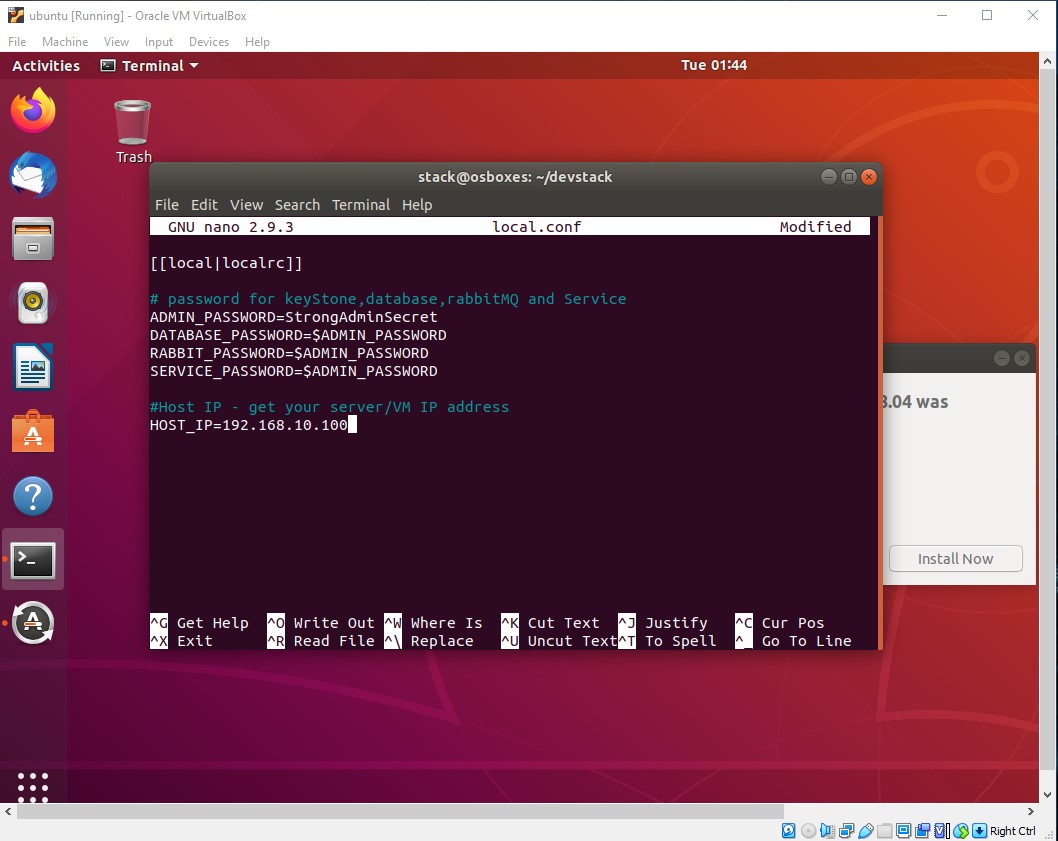 ubuntu [Running] - Oracle VM VirtualBox
File Machine View Input Devices Help
Activities Terminal Tue 01:44
Trash
stack@osboxes: ~/devstack
File Edit View Search Terminal Help
GNU nano 2.9.3 local.conf Modified
[[local|localrc]]
# password for keyStone,database,rabbitMQ and Service
ADMIN_PASSWORD=StrongAdminSecret
DATABASE_PASSWORD=$ADMIN_PASSWORD
RABBIT_PASSWORD=$ADMIN_PASSWORD
SERVICE_PASSWORD=$ADMIN_PASSWORD
#Host IP - get your server/VM IP address
HOST_IP=192.168.10.100
8.04 was
Install Now
^G Get Help ^O Write Out ^W Where Is ^K Cut Text ^J Justify ^C Cur Pos
^X Exit ^R Read File ^\ Replace ^U Uncut Text ^T To Spell ^_ Go To Line
Right Ctrl